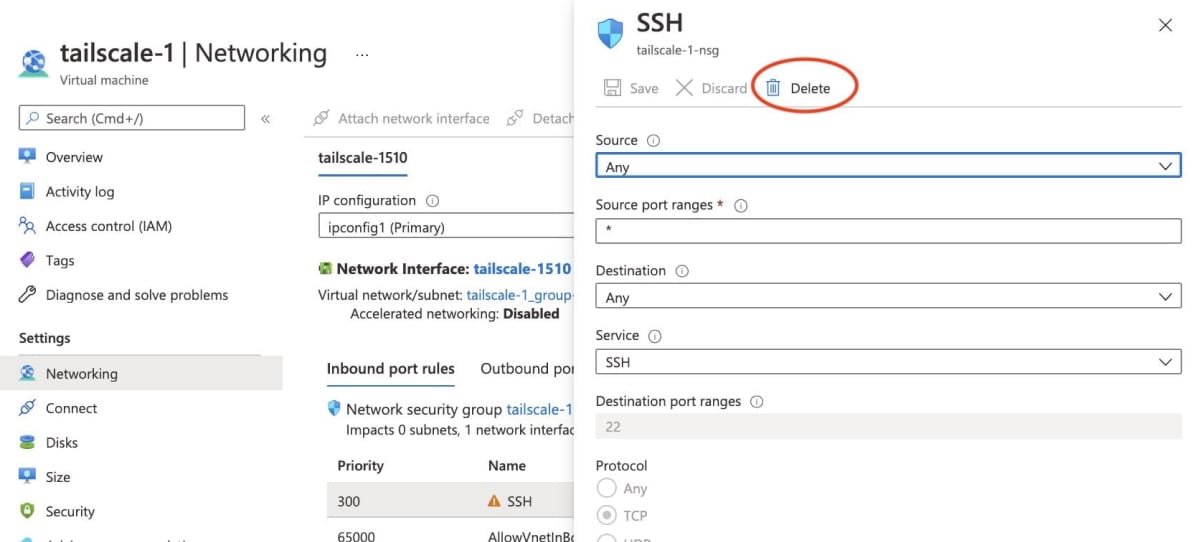 tailscale-1 | Networking ...
Virtual machine
Search (Cmd+/) «
Overview
Activity log
Access control (IAM)
Tags
Diagnose and solve problems
Settings
Networking
Connect
Disks
Size
Security
Attach network interface Detach
tailscale-1510
IP configuration
ipconfig1 (Primary)
Network Interface: tailscale-1510
Virtual network/subnet: tailscale-1_group-
Accelerated networking: Disabled
Inbound port rules Outbound por
Network security group tailscale-1
Impacts 0 subnets, 1 network interfac
Priority Name
300 SSH
65000 AllowVnetInBo
SSH
tailscale-1-nsg
Save Discard Delete
Source
Any
Source port ranges *
*
Destination
Any
Service
SSH
Destination port ranges
22
Protocol
Any
TCP
UDP